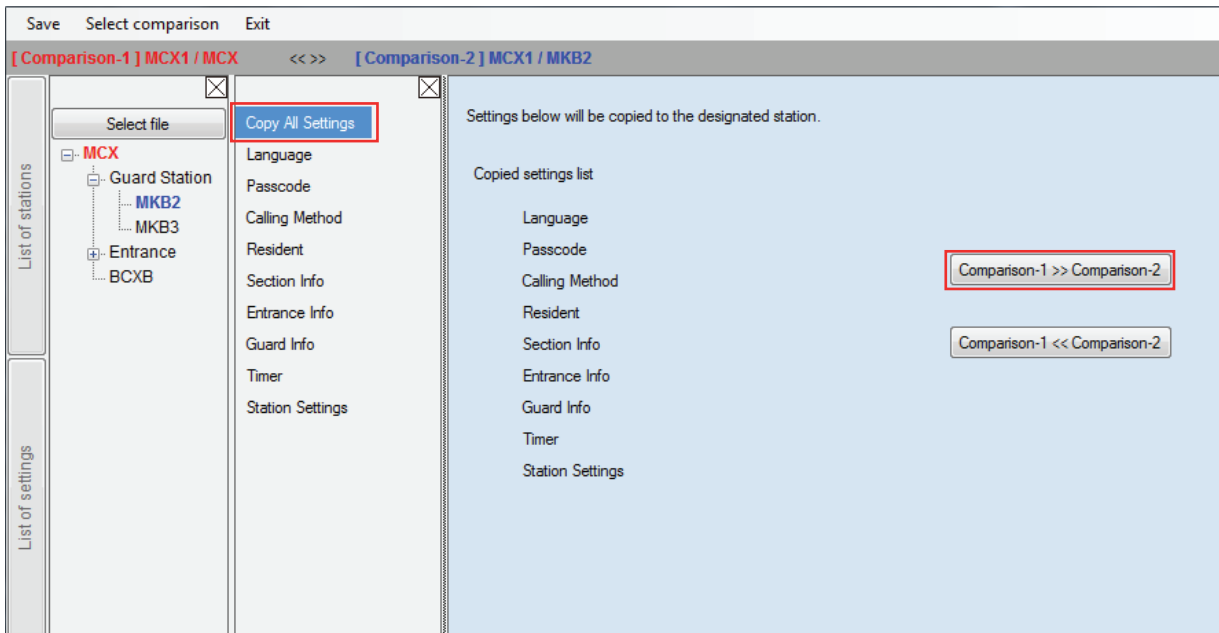 Save Select comparison Exit
[ Comparison-1 ] MCX1 / MCX << >> [ Comparison-2 ] MCX1 / MKB2
List of stations
List of settings
Select file
MCX
Guard Station
MKB2
MKB3
Entrance
BCXB
Copy All Settings
Language
Passcode
Calling Method
Resident
Section Info
Entrance Info
Guard Info
Timer
Station Settings
Settings below will be copied to the designated station.
Copied settings list
Language
Passcode
Calling Method
Resident
Section Info
Entrance Info
Guard Info
Timer
Station Settings
Comparison-1 >> Comparison-2
Comparison-1 << Comparison-2